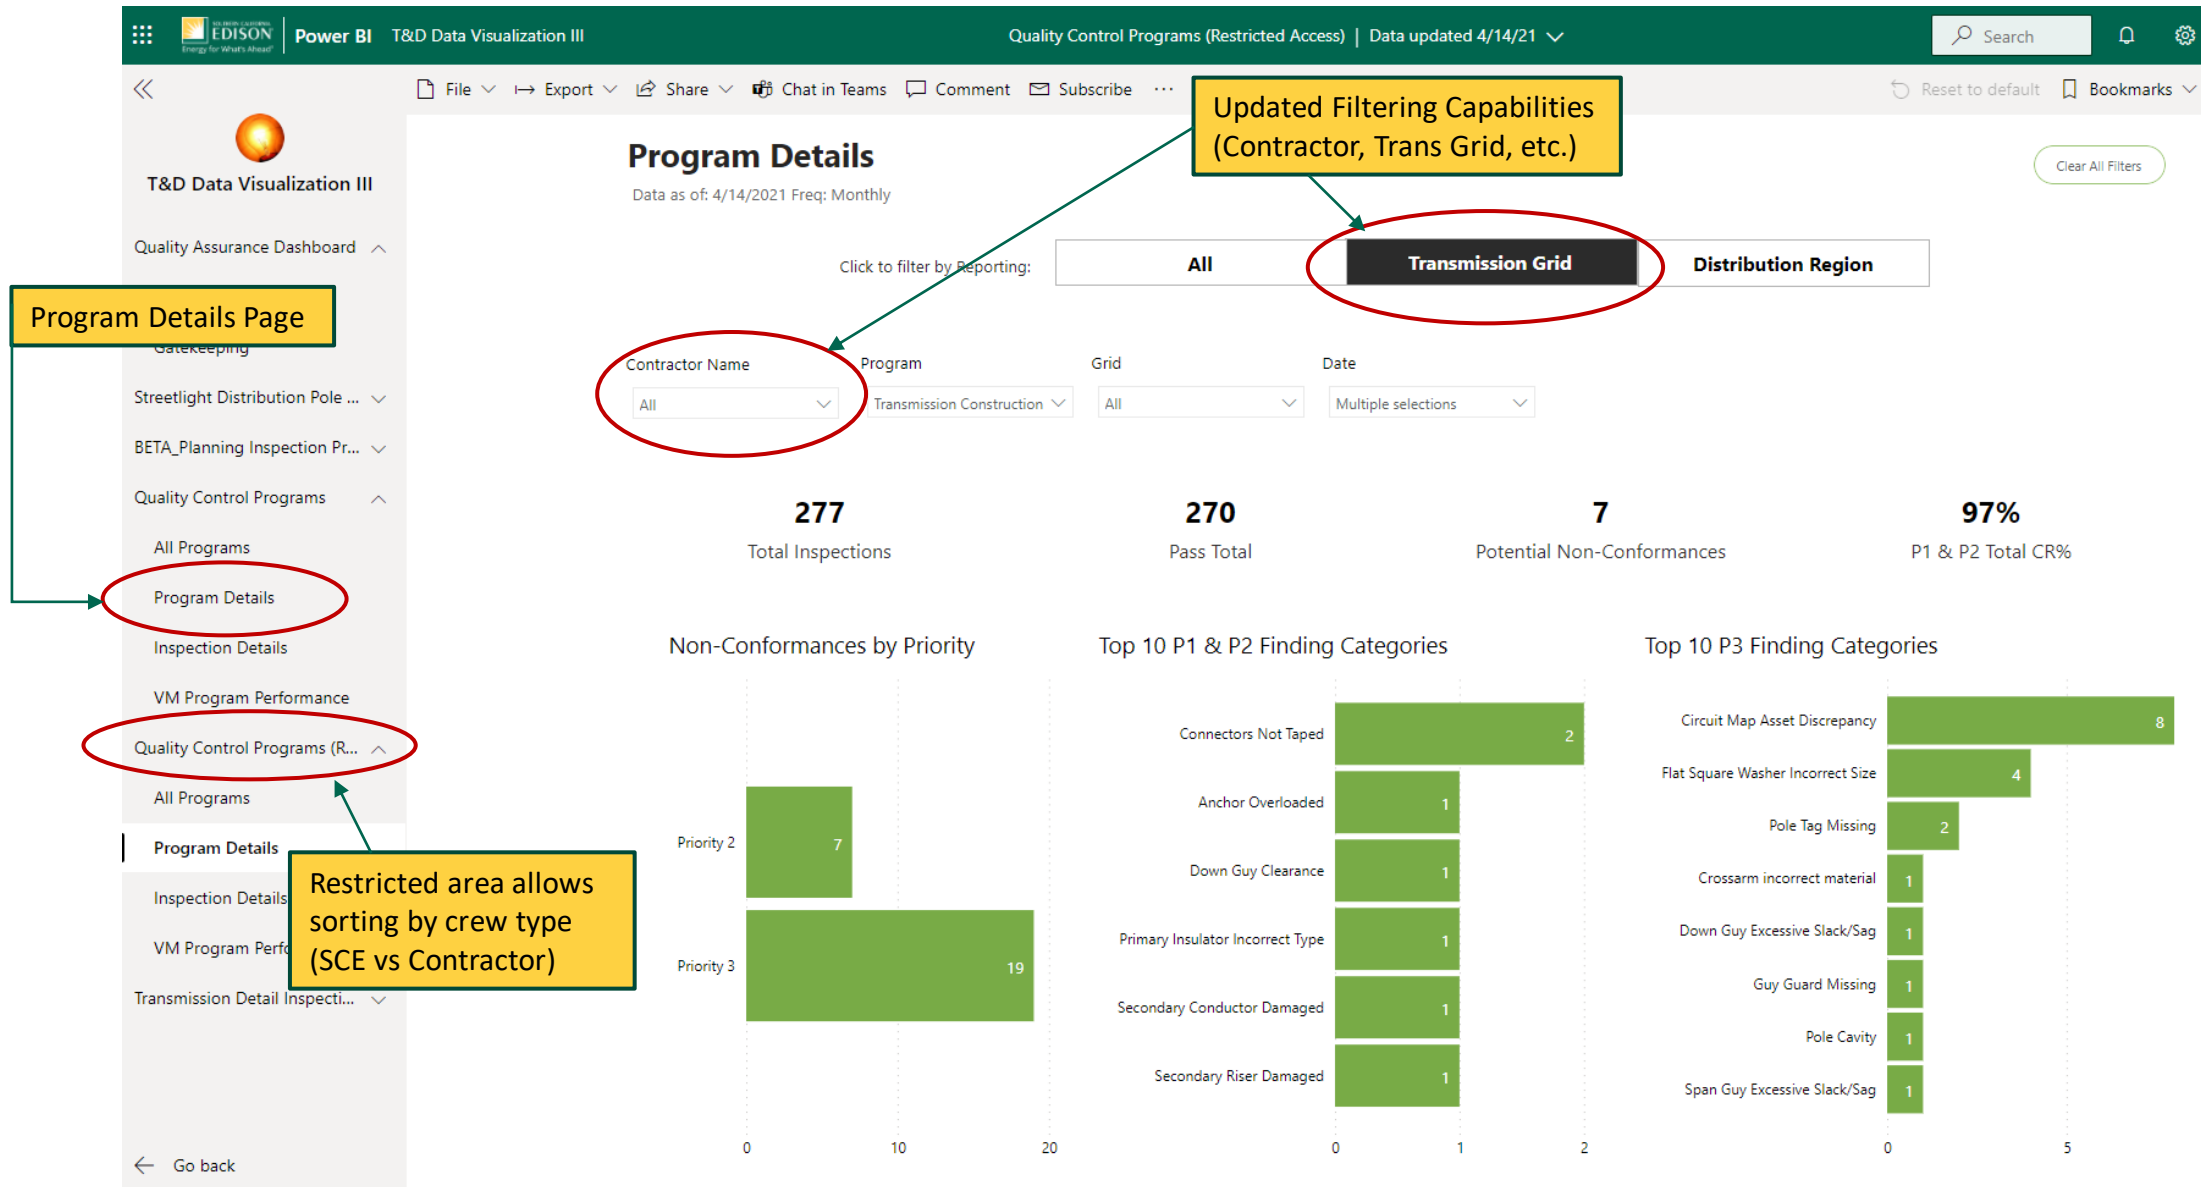 SOUTHERN CALIFORNIA
EDISON
Energy for What's Ahead®
Power BI
T&D Data Visualization III
Quality Control Programs (Restricted Access) | Data updated 4/14/21
Search
File
Export
Share
Chat in Teams
Comment
Subscribe
...
Reset to default
Bookmarks
Updated Filtering Capabilities
(Contractor, Trans Grid, etc.)
T&D Data Visualization III
Quality Assurance Dashboard
Program Details Page
Gatekeeping
Streetlight Distribution Pole ...
BETA_Planning Inspection Pr...
Quality Control Programs
All Programs
Program Details
Inspection Details
VM Program Performance
Quality Control Programs (R...
All Programs
Program Details
Inspection Details
VM Program Perfo
Restricted area allows
sorting by crew type
(SCE vs Contractor)
Transmission Detail Inspecti...
Go back
Program Details
Data as of: 4/14/2021 Freq: Monthly
Clear All Filters
Click to filter by Reporting:
All
Transmission Grid
Distribution Region
Contractor Name
Program
Grid
Date
All
Transmission Construction
All
Multiple selections
277
Total Inspections
270
Pass Total
7
Potential Non-Conformances
97%
P1 & P2 Total CR%
Non-Conformances by Priority
Priority 2
7
Priority 3
19
0
10
20
Top 10 P1 & P2 Finding Categories
Connectors Not Taped
2
Anchor Overloaded
1
Down Guy Clearance
1
Primary Insulator Incorrect Type
1
Secondary Conductor Damaged
1
Secondary Riser Damaged
1
0
1
2
Top 10 P3 Finding Categories
Circuit Map Asset Discrepancy
8
Flat Square Washer Incorrect Size
4
Pole Tag Missing
2
Crossarm incorrect material
1
Down Guy Excessive Slack/Sag
1
Guy Guard Missing
1
Pole Cavity
1
Span Guy Excessive Slack/Sag
1
0
5